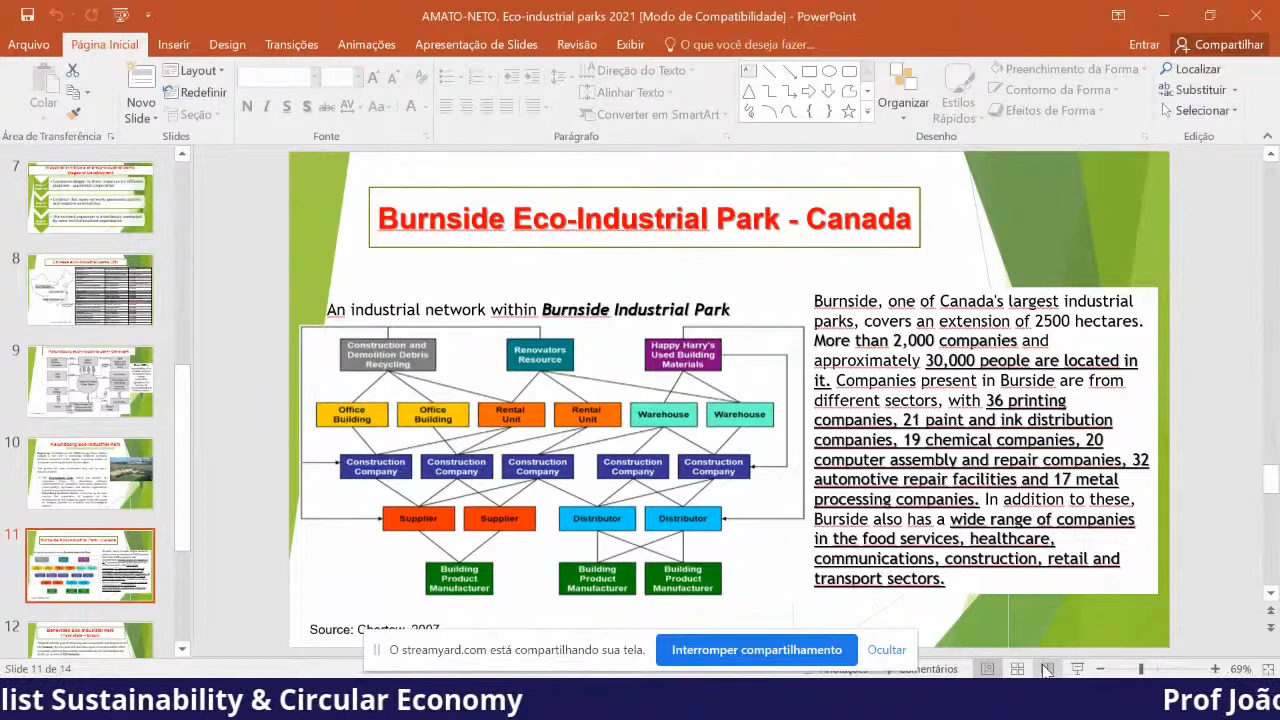 AMATO-NETO. Eco-industrial parks 2021 [Modo de Compatibilidade] - PowerPoint
Arquivo Página Inicial Inserir Design Transições Animações Apresentação de Slides Revisão Exibir O que você deseja fazer... Entrar Compartilhar
Colar
Novo
Slide
Layout
Redefinir
Seção
N I S S abc AV Aa A
Direção do Texto
Alinhar Texto
Converter em SmartArt
Organizar
Estilos
Rápidos
Preenchimento da Forma
Contorno da Forma
Efeitos de Forma
Localizar
Substituir
Selecionar
Área de Transferência Slides Fonte Parágrafo Desenho Edição
7
8
9
10
11
12
Burnside Eco-Industrial Park - Canada
An industrial network within Burnside Industrial Park
Construction and
Demolition Debris
Recycling
Renovators
Resource
Happy Harry's
Used Building
Materials
Office
Building
Office
Building
Rental
Unit
Rental
Unit
Warehouse
Warehouse
Construction
Company
Construction
Company
Construction
Company
Construction
Company
Construction
Company
Supplier
Supplier
Distributor
Distributor
Building
Product
Manufacturer
Building
Product
Manufacturer
Building
Product
Manufacturer
Burnside, one of Canada's largest industrial
parks, covers an extension of 2500 hectares.
More than 2,000 companies and
approximately 30.000 people are located in
it. Companies present in Burside are from
different sectors, with 36 printing
companies, 21 paint and ink distribution
companies, 19 chemical companies, 20
computer assembly and repair companies, 32
automotive repair facilities and 17 metal
processing companies. In addition to these,
Burside also has a wide range of companies
in the food services, healthcare,
communications, construction, retail and
transport sectors.
Source: Chertow, 2007
streamyard.com sua tela. Interromper compartilhamento Ocultar
Slide 11 de 14
69%
list Sustainability & Circular Economy
Prof João